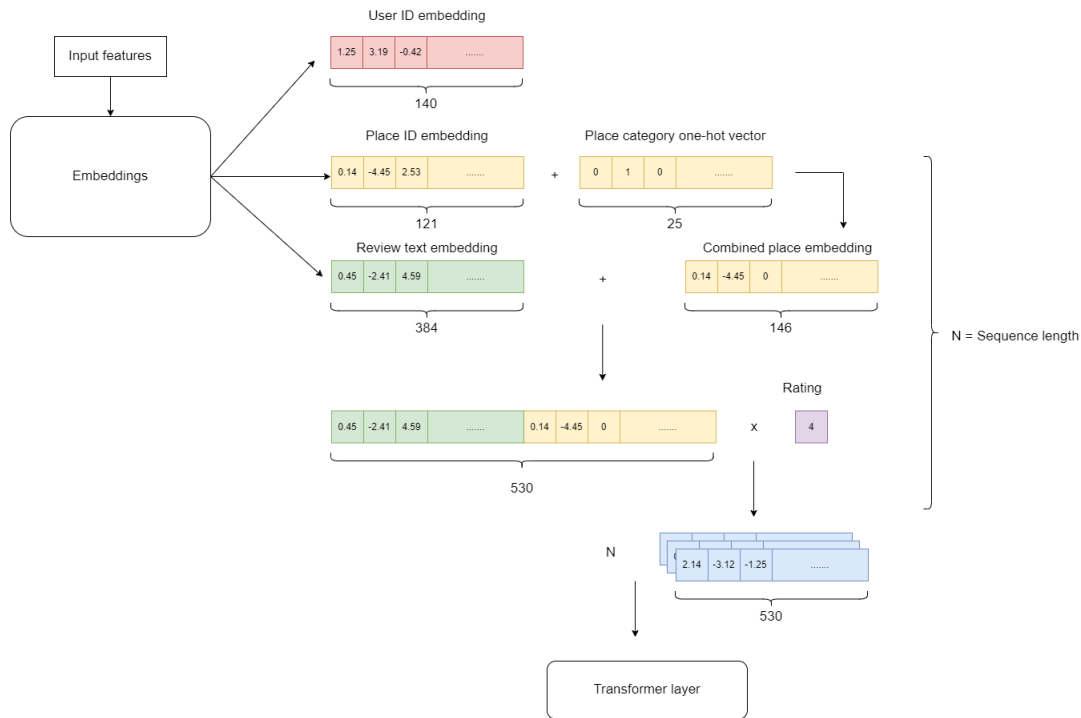 User ID embedding
Input features
1.25 3.19 -0.42 .......
140
Embeddings
Place ID embedding
Place category one-hot vector
0.14 -4.45 2.53 .......
+
0 1 0 .......
121
25
Review text embedding
Combined place embedding
0.45 -2.41 4.59 .......
+
0.14 -4.45 0 .......
384
146
N = Sequence length
Rating
0.45 -2.41 4.59 ....... 0.14 -4.45 0 .......
x
4
530
N
2.14 -3.12 -1.25 .......
530
Transformer layer